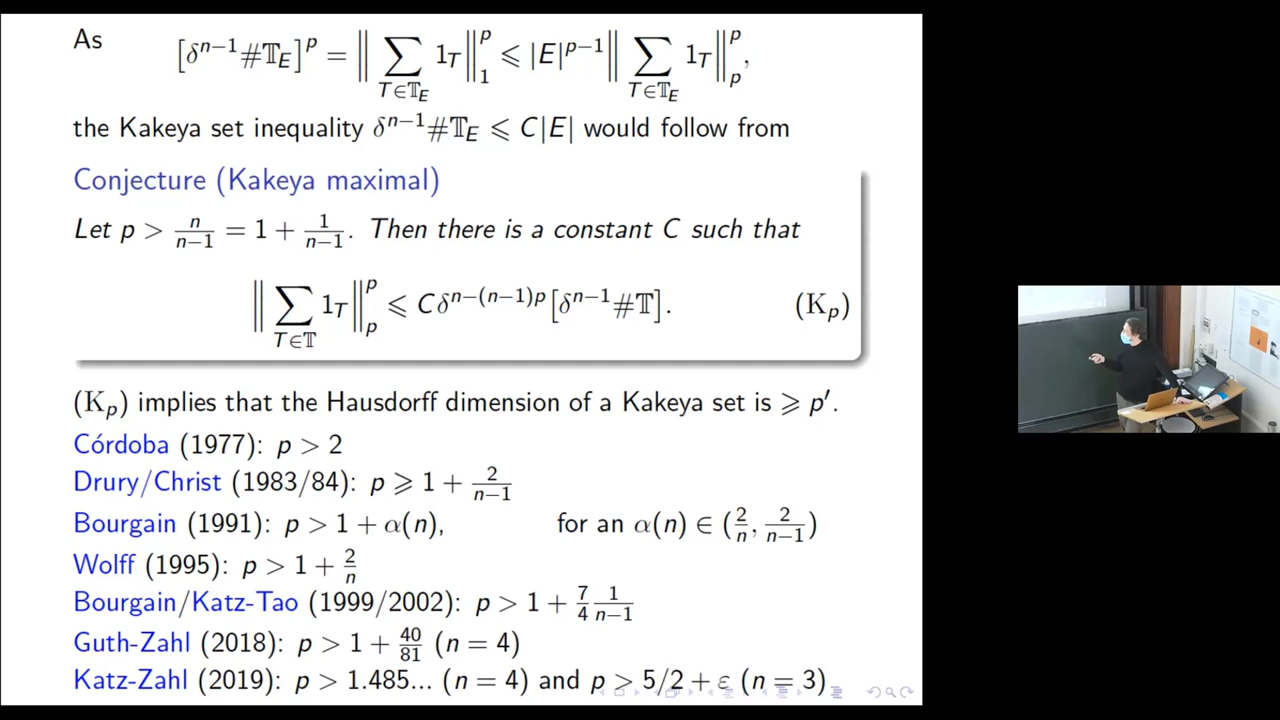 As [δ^{n−1}#𝕋_E]^p = ‖ ∑_{T∈𝕋_E} 1_T ‖_1^p ⩽ |E|^{p−1} ‖ ∑_{T∈𝕋_E} 1_T ‖_p^p,
the Kakeya set inequality δ^{n−1}#𝕋_E ⩽ C|E| would follow from
Conjecture (Kakeya maximal)
Let p > n/(n−1) = 1 + 1/(n−1). Then there is a constant C such that
‖ ∑_{T∈𝕋} 1_T ‖_p^p ⩽ Cδ^{n−(n−1)p}[δ^{n−1}#𝕋]. (K_p)
(K_p) implies that the Hausdorff dimension of a Kakeya set is ⩾ p′.
Córdoba (1977): p > 2
Drury/Christ (1983/84): p ⩾ 1 + 2/(n−1)
Bourgain (1991): p > 1 + α(n), for an α(n) ∈ (2/n, 2/(n−1))
Wolff (1995): p > 1 + 2/n
Bourgain/Katz-Tao (1999/2002): p > 1 + 7/4 1/(n−1)
Guth-Zahl (2018): p > 1 + 40/81 (n = 4)
Katz-Zahl (2019): p > 1.485... (n = 4) and p > 5/2 + ε (n = 3)